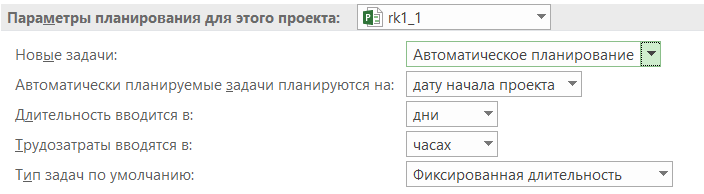 Параметры планирования для этого проекта: rk1_1
Новые задачи: Автоматическое планирование
Автоматически планируемые задачи планируются на: дату начала проекта
Длительность вводится в: дни
Трудозатраты вводятся в: часах
Тип задач по умолчанию: Фиксированная длительность